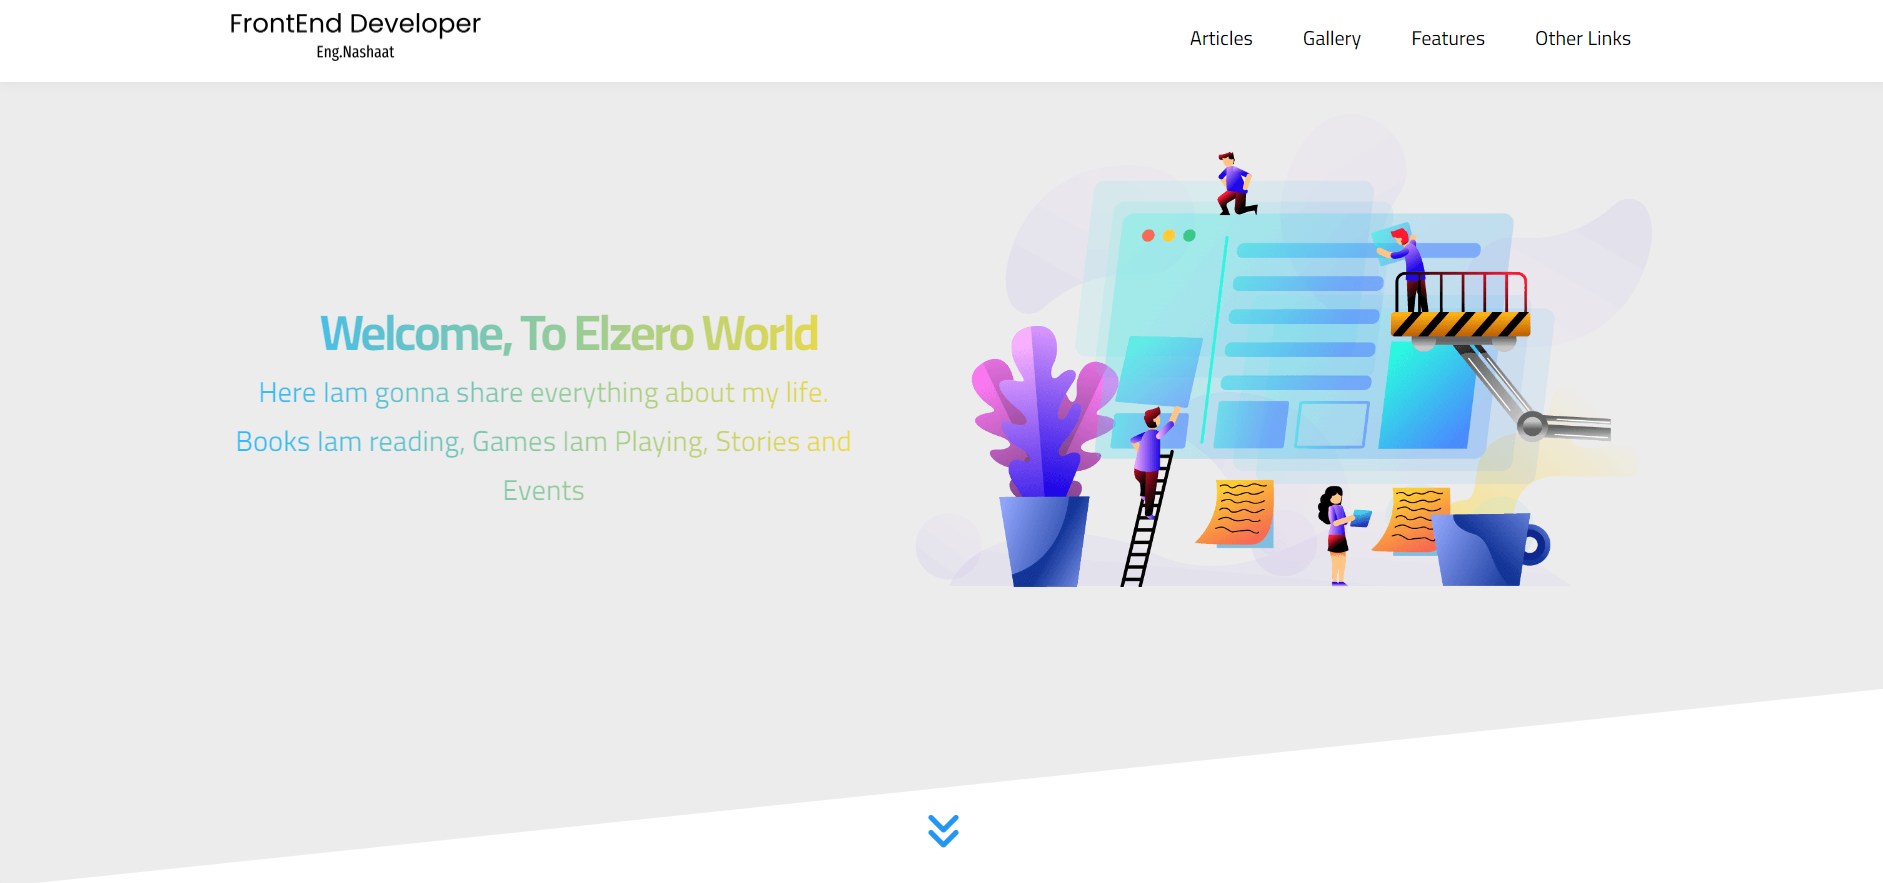 FrontEnd Developer
Eng.Nashaat
Articles
Gallery
Features
Other Links
Welcome, To Elzero World
Here Iam gonna share everything about my life.
Books Iam reading, Games Iam Playing, Stories and
Events